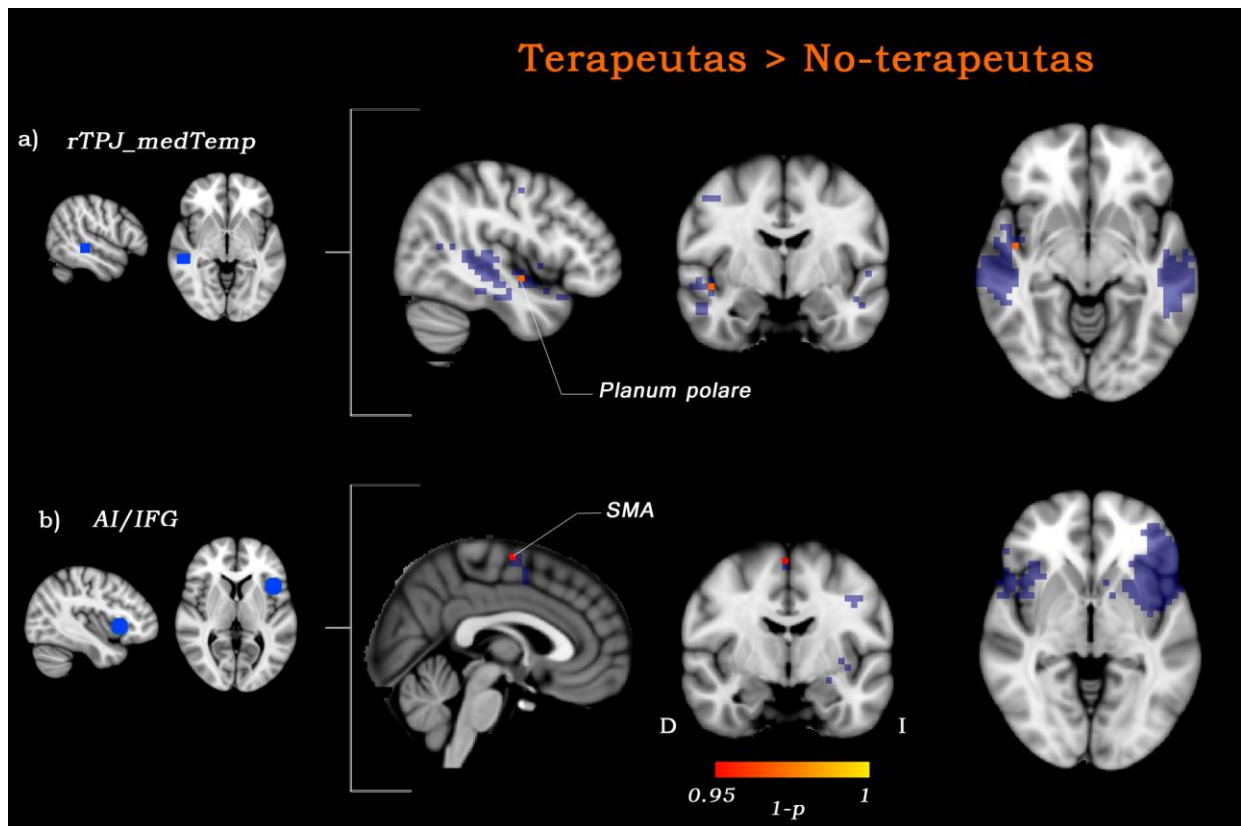 Terapeutas > No-terapeutas
a) rTPJ_medTemp
Planum polare
b) AI/IFG
SMA
D I
0.95 1
1-p